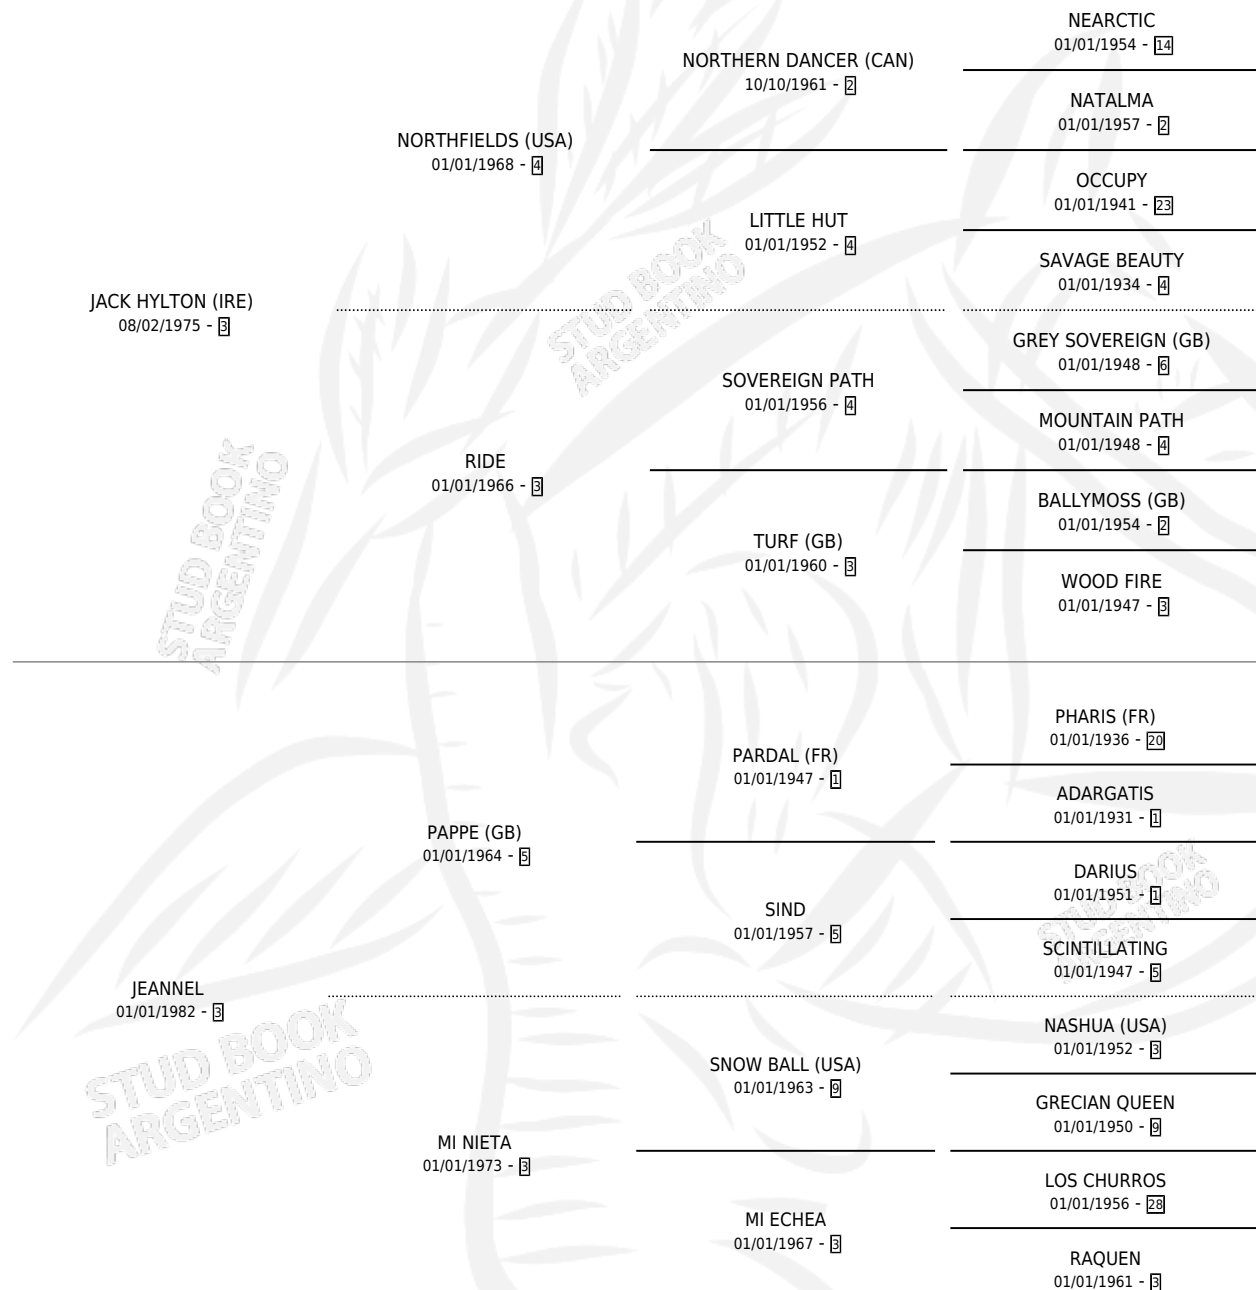 NEARCTIC
01/01/1954 - 14
NORTHERN DANCER (CAN)
10/10/1961 - 2
NATALMA
01/01/1957 - 2
NORTHFIELDS (USA)
01/01/1968 - 4
OCCUPY
01/01/1941 - 23
LITTLE HUT
01/01/1952 - 4
SAVAGE BEAUTY
01/01/1934 - 4
JACK HYLTON (IRE)
08/02/1975 - 3
GREY SOVEREIGN (GB)
01/01/1948 - 6
SOVEREIGN PATH
01/01/1956 - 4
MOUNTAIN PATH
01/01/1948 - 4
RIDE
01/01/1966 - 3
BALLYMOSS (GB)
01/01/1954 - 2
TURF (GB)
01/01/1960 - 3
WOOD FIRE
01/01/1947 - 3
STUD BOOK
ARGENTINO
STUD BOOK
ARGENTINO
PHARIS (FR)
01/01/1936 - 20
PARDAL (FR)
01/01/1947 - 1
ADARGATIS
01/01/1931 - 1
PAPPE (GB)
01/01/1964 - 5
DARIUS
01/01/1951 - 1
SIND
01/01/1957 - 5
SCINTILLATING
01/01/1947 - 5
JEANNEL
01/01/1982 - 3
NASHUA (USA)
01/01/1952 - 3
SNOW BALL (USA)
01/01/1963 - 9
GRECIAN QUEEN
01/01/1950 - 9
MI NIETA
01/01/1973 - 3
LOS CHURROS
01/01/1956 - 28
MI ECHEA
01/01/1967 - 3
RAQUEN
01/01/1961 - 3
STUD BOOK
ARGENTINO
STUD BOOK
ARGENTINO